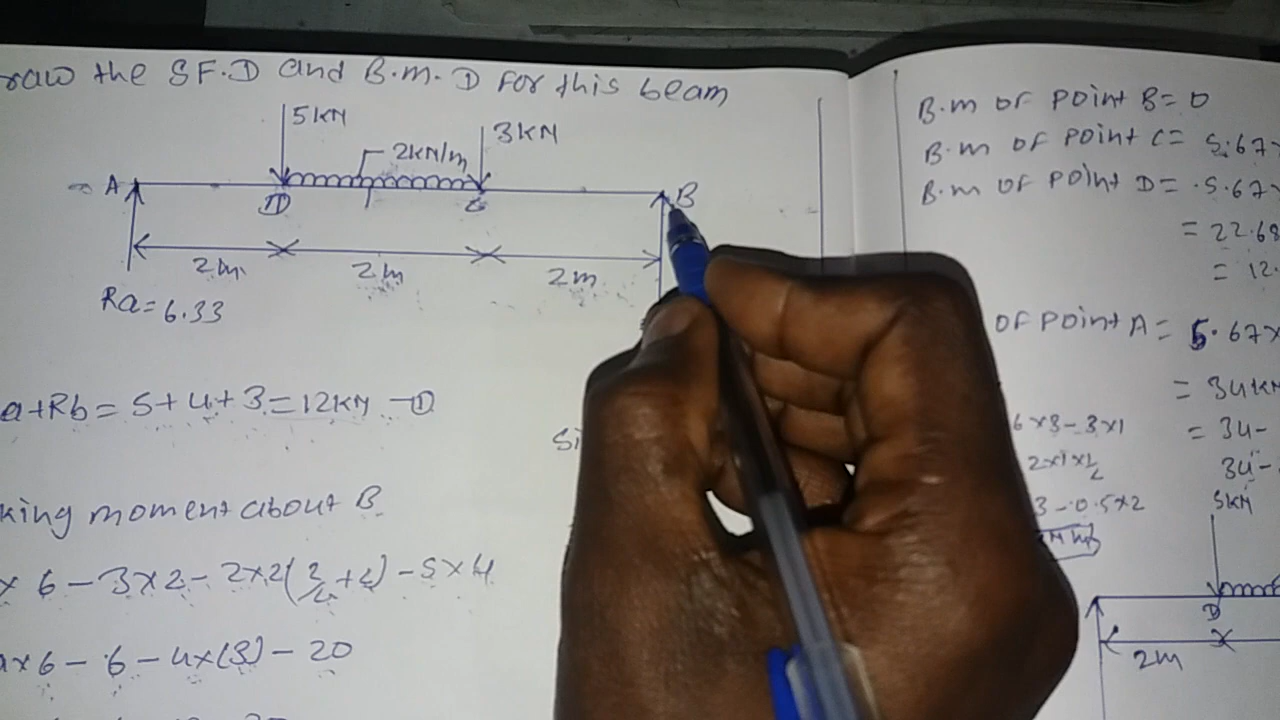 raw the S F.D and B.m. D for this beam
5KN
3KN
2KN/m
A
D
C
B
2m
2m
2m
Ra=6.33
a+Rb= 5+4+3=12KN -①
Si
king moment about B
× 6 - 3×2 - 2×2(2/2+2) - 5×4
×6 - 6 - 4×(3) - 20
B.m of point B= 0
B.m of point C= 5.67×
B.m of point D= 5.67×
= 22.68
= 12.
of point A= 5.67×
= 34KN
= 34-
34-
6×3-3×1
2×1×1/2
3-0.5×2
5KN
D
2m